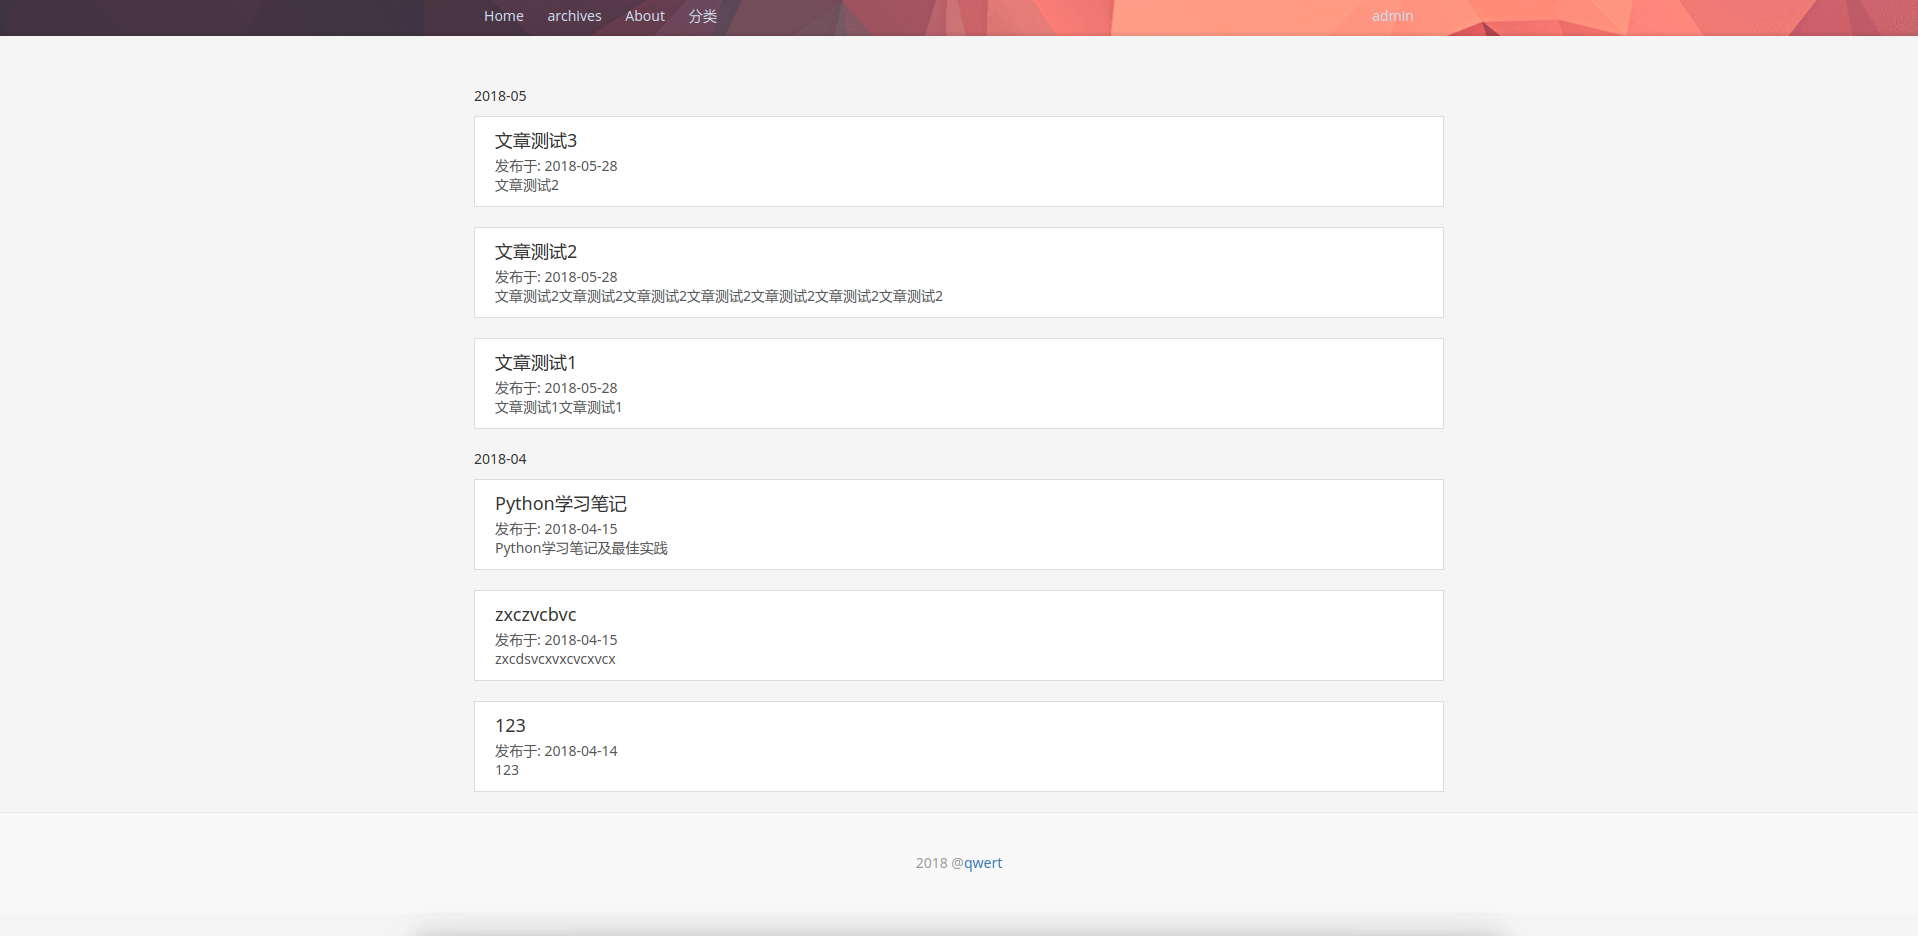 Home archives About 分类 admin
2018-05
文章测试3
发布于: 2018-05-28
文章测试2
文章测试2
发布于: 2018-05-28
文章测试2文章测试2文章测试2文章测试2文章测试2文章测试2文章测试2
文章测试1
发布于: 2018-05-28
文章测试1文章测试1
2018-04
Python学习笔记
发布于: 2018-04-15
Python学习笔记及最佳实践
zxczvcbvc
发布于: 2018-04-15
zxcdsvcxvxcvcxvcx
123
发布于: 2018-04-14
123
2018 @qwert